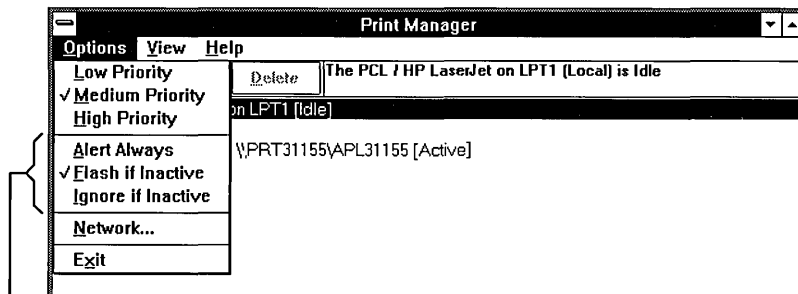 Print Manager
Options View Help
Low Priority
√ Medium Priority
High Priority
Alert Always
√ Flash if Inactive
Ignore if Inactive
Network...
Exit
Delete
The PCL / HP LaserJet on LPT1 (Local) is Idle
on LPT1 [Idle]
\\PRT31155\APL31155 [Active]